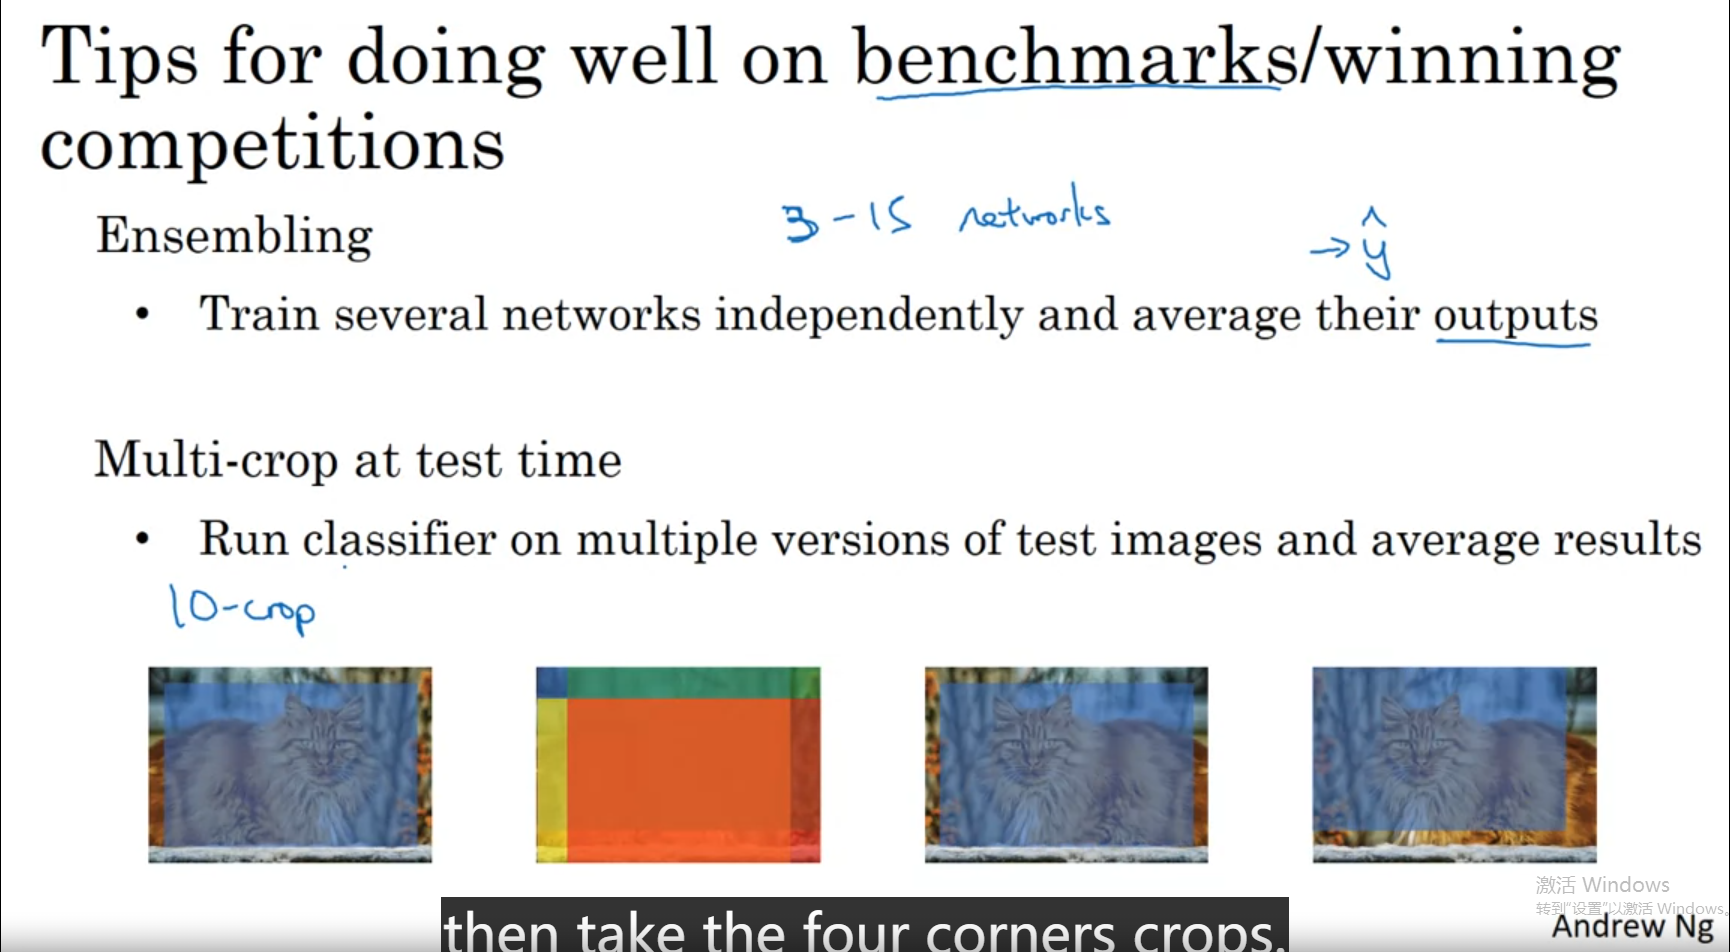 Tips for doing well on benchmarks/winning
competitions
3-15 networks
→ ŷ
Ensembling
• Train several networks independently and average their outputs
Multi-crop at test time
• Run classifier on multiple versions of test images and average results
10-crop
then take the four corners crops.
激活 Windows
转到"设置"以激活 Windows。
Andrew Ng